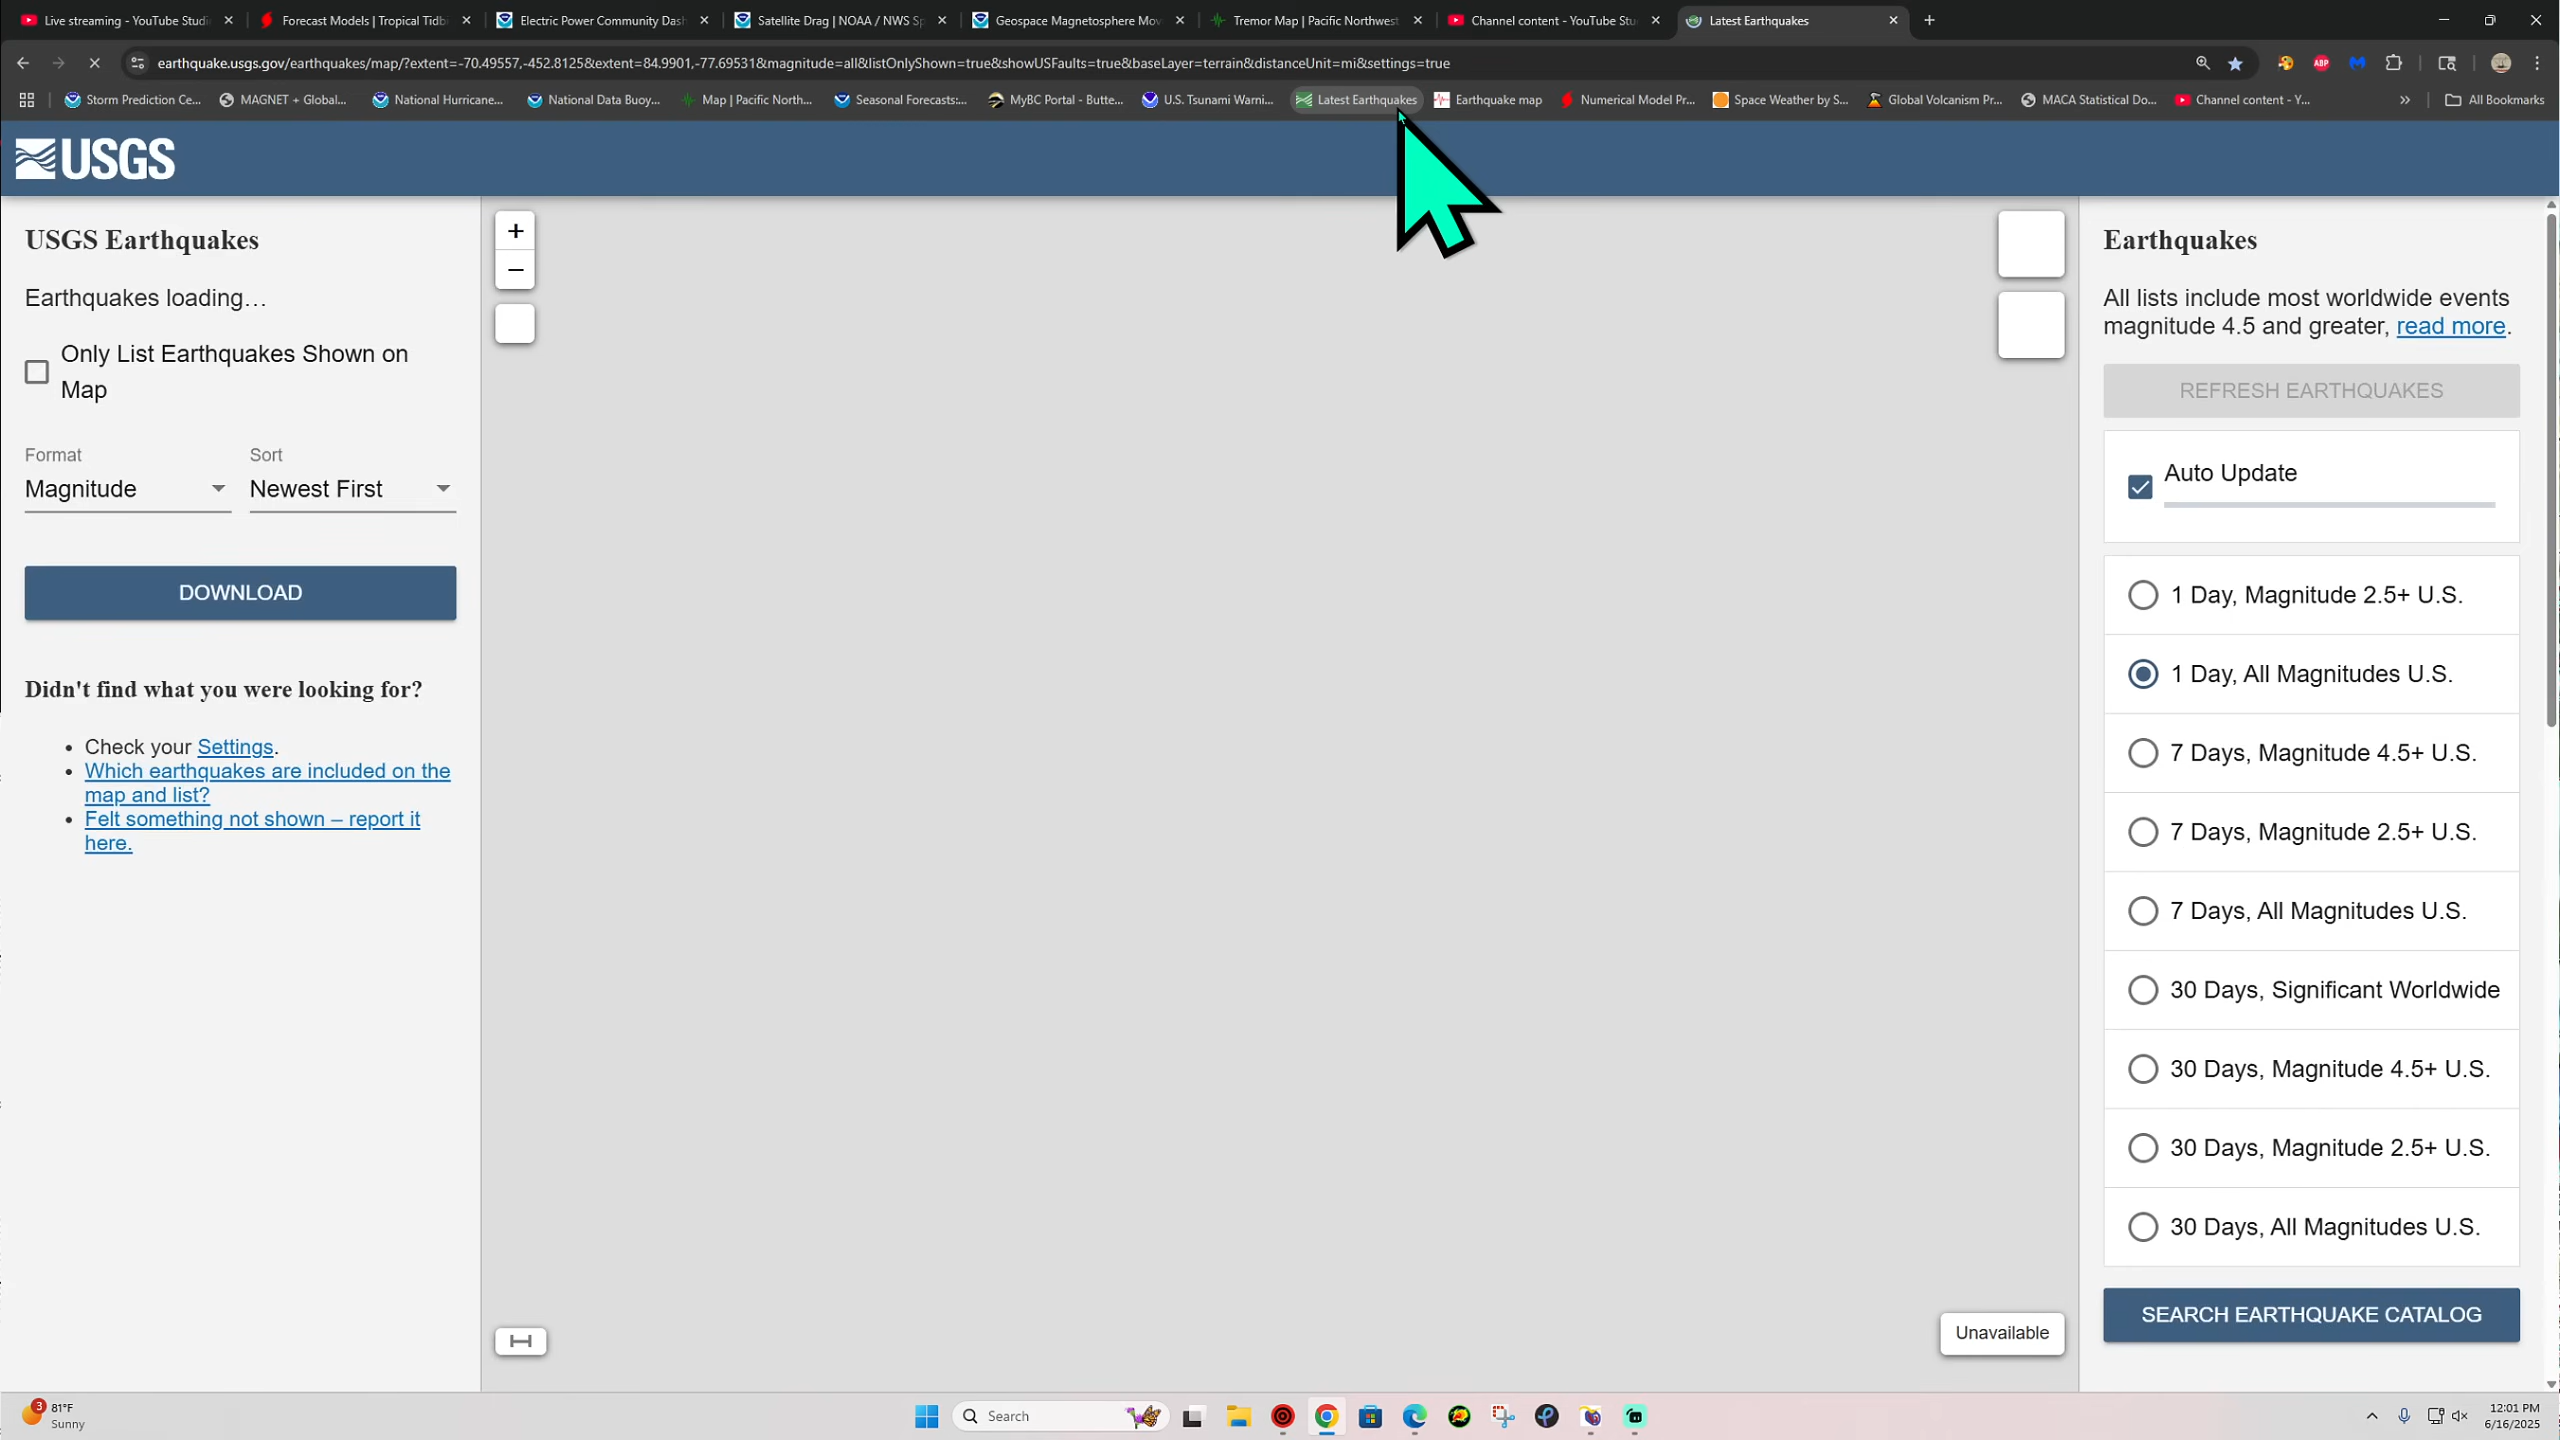 Live streaming - YouTube Studi
Forecast Models | Tropical Tidbi
Electric Power Community Dash
Satellite Drag | NOAA / NWS Sp
Geospace Magnetosphere Mov
Tremor Map | Pacific Northwest
Channel content - YouTube Stu
Latest Earthquakes
earthquake.usgs.gov/earthquakes/map/?extent=-70.49557,-452.8125&extent=84.9901,-77.69531&magnitude=all&listOnlyShown=true&showUSFaults=true&baseLayer=terrain&distanceUnit=mi&settings=true
ABP
Storm Prediction Ce...
MAGNET + Global...
National Hurricane...
National Data Buoy...
Map | Pacific North...
Seasonal Forecasts:...
MyBC Portal - Butte...
U.S. Tsunami Warni...
Latest Earthquakes
Earthquake map
Numerical Model Pr...
Space Weather by S...
Global Volcanism Pr...
MACA Statistical Do...
Channel content - Y...
All Bookmarks
USGS
USGS Earthquakes
Earthquakes loading...
Only List Earthquakes Shown on
Map
Format
Sort
Magnitude
Newest First
DOWNLOAD
Didn't find what you were looking for?
Check your Settings.
Which earthquakes are included on the
map and list?
Felt something not shown – report it
here.
+
−
Unavailable
Earthquakes
All lists include most worldwide events
magnitude 4.5 and greater, read more.
REFRESH EARTHQUAKES
Auto Update
1 Day, Magnitude 2.5+ U.S.
1 Day, All Magnitudes U.S.
7 Days, Magnitude 4.5+ U.S.
7 Days, Magnitude 2.5+ U.S.
7 Days, All Magnitudes U.S.
30 Days, Significant Worldwide
30 Days, Magnitude 4.5+ U.S.
30 Days, Magnitude 2.5+ U.S.
30 Days, All Magnitudes U.S.
SEARCH EARTHQUAKE CATALOG
3
81°F
Sunny
Search
12:01 PM
6/16/2025